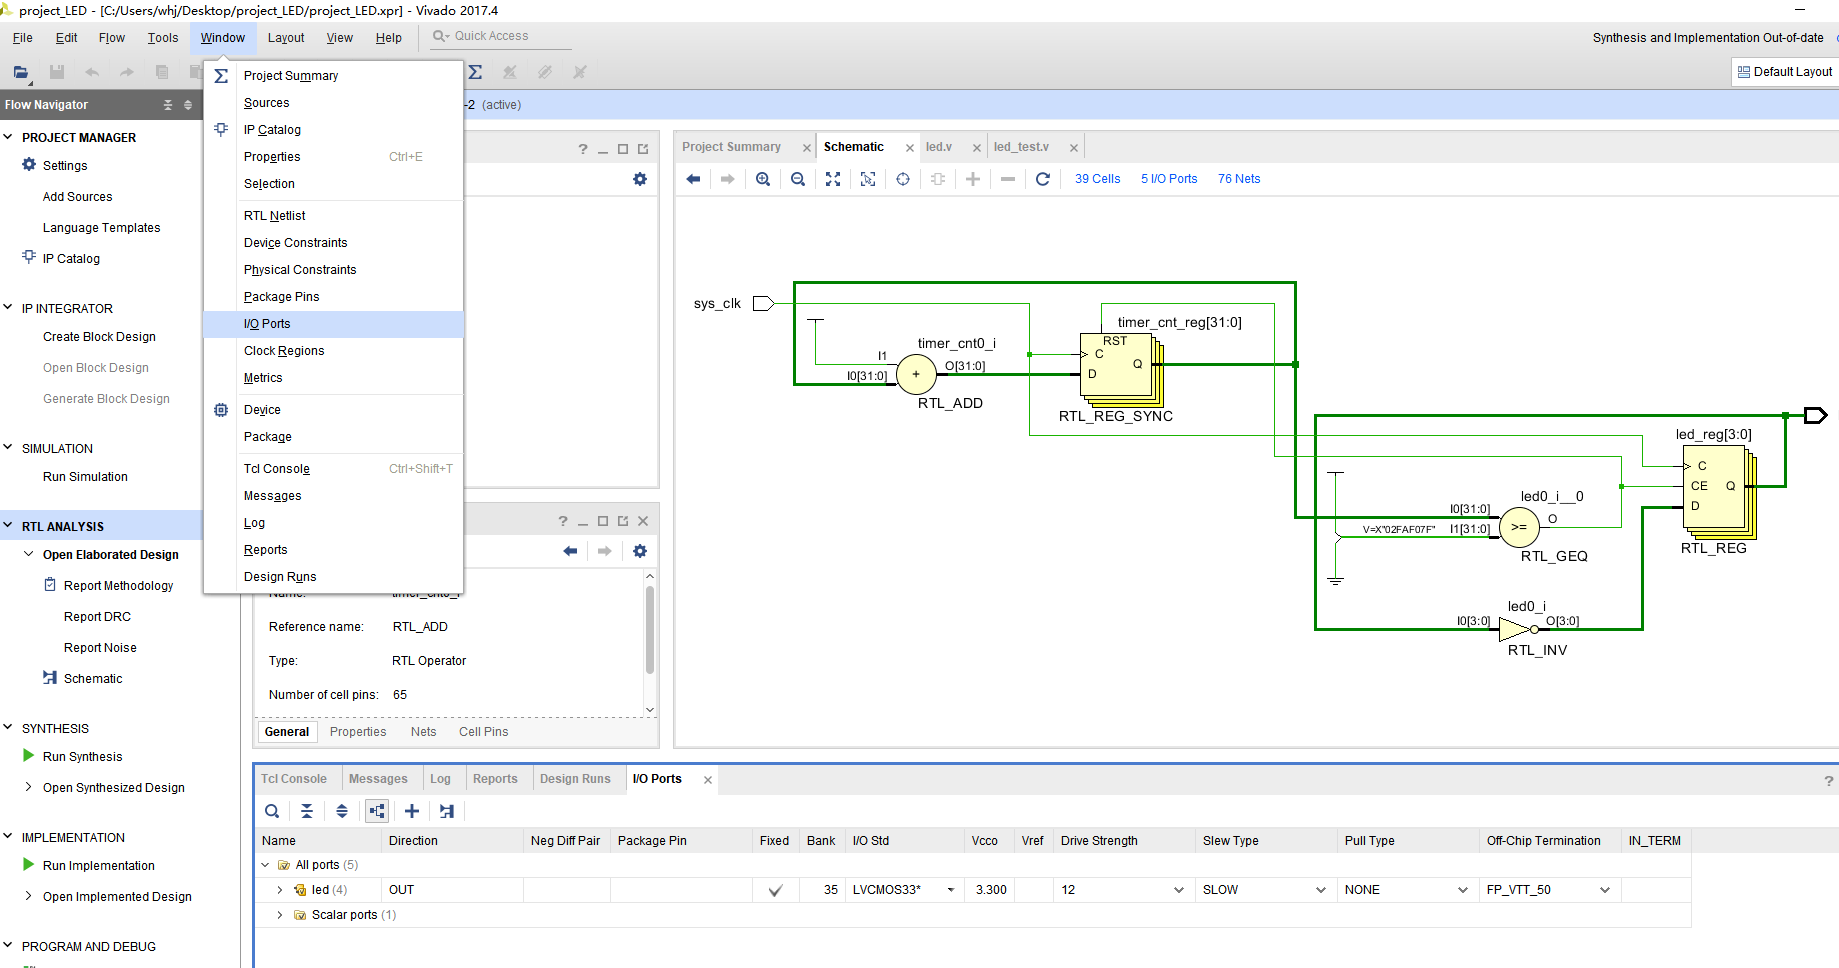 project_LED - [C:/Users/whj/Desktop/project_LED/project_LED.xpr] - Vivado 2017.4
File Edit Flow Tools Window Layout View Help Quick Access
Synthesis and Implementation Out-of-date
Default Layout
Flow Navigator
-2 (active)
PROJECT MANAGER
Settings
Add Sources
Language Templates
IP Catalog
IP INTEGRATOR
Create Block Design
Open Block Design
Generate Block Design
SIMULATION
Run Simulation
RTL ANALYSIS
Open Elaborated Design
Report Methodology
Report DRC
Report Noise
Schematic
SYNTHESIS
Run Synthesis
Open Synthesized Design
IMPLEMENTATION
Run Implementation
Open Implemented Design
PROGRAM AND DEBUG
Project Summary
Sources
IP Catalog
Properties Ctrl+E
Selection
RTL Netlist
Device Constraints
Physical Constraints
Package Pins
I/O Ports
Clock Regions
Metrics
Device
Package
Tcl Console Ctrl+Shift+T
Messages
Log
Reports
Design Runs
Name: timer_cnt0_i
Reference name: RTL_ADD
Type: RTL Operator
Number of cell pins: 65
General Properties Nets Cell Pins
Project Summary Schematic led.v led_test.v
39 Cells 5 I/O Ports 76 Nets
sys_clk
timer_cnt0_i
I1
I0[31:0]
+
O[31:0]
RTL_ADD
timer_cnt_reg[31:0]
RST
C
D
Q
RTL_REG_SYNC
V=X"02FAF07F"
led0_i__0
I0[31:0]
I1[31:0]
>=
O
RTL_GEQ
led0_i
I0[3:0]
O[3:0]
RTL_INV
led_reg[3:0]
C
CE
D
Q
RTL_REG
Tcl Console Messages Log Reports Design Runs I/O Ports
Name Direction Neg Diff Pair Package Pin Fixed Bank I/O Std Vcco Vref Drive Strength Slew Type Pull Type Off-Chip Termination IN_TERM
All ports (5)
led (4) OUT 35 LVCMOS33* 3.300 12 SLOW NONE FP_VTT_50
Scalar ports (1)